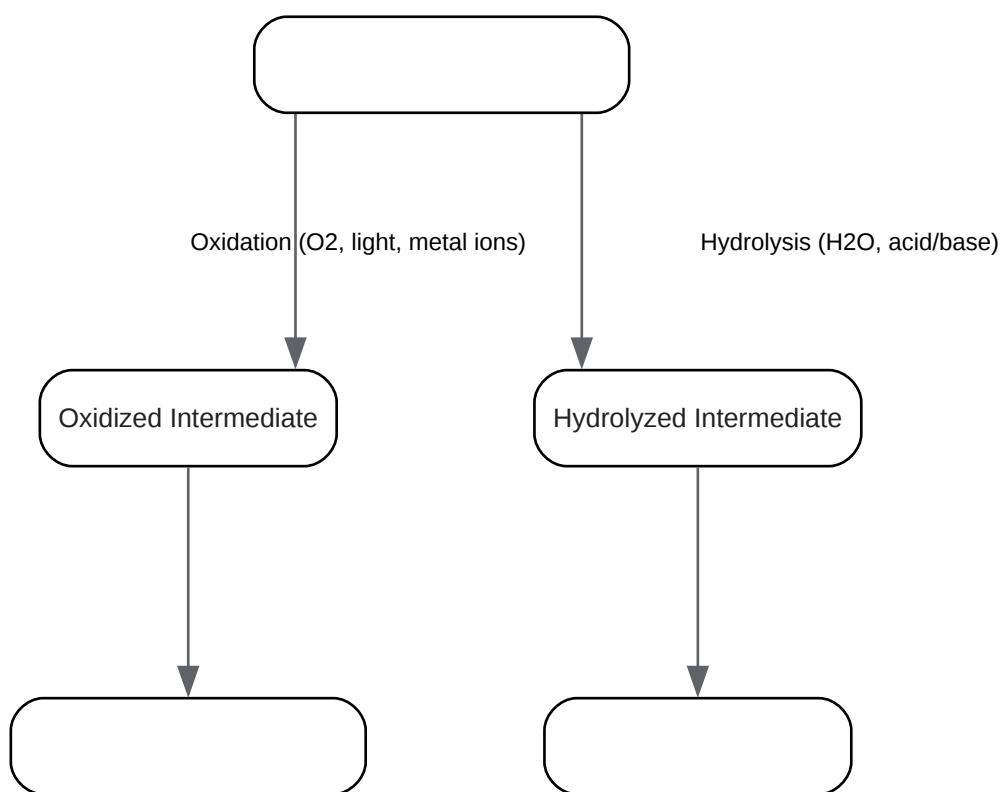 Oxidation (O2, light, metal ions)
Hydrolysis (H2O, acid/base)
Oxidized Intermediate
Hydrolyzed Intermediate